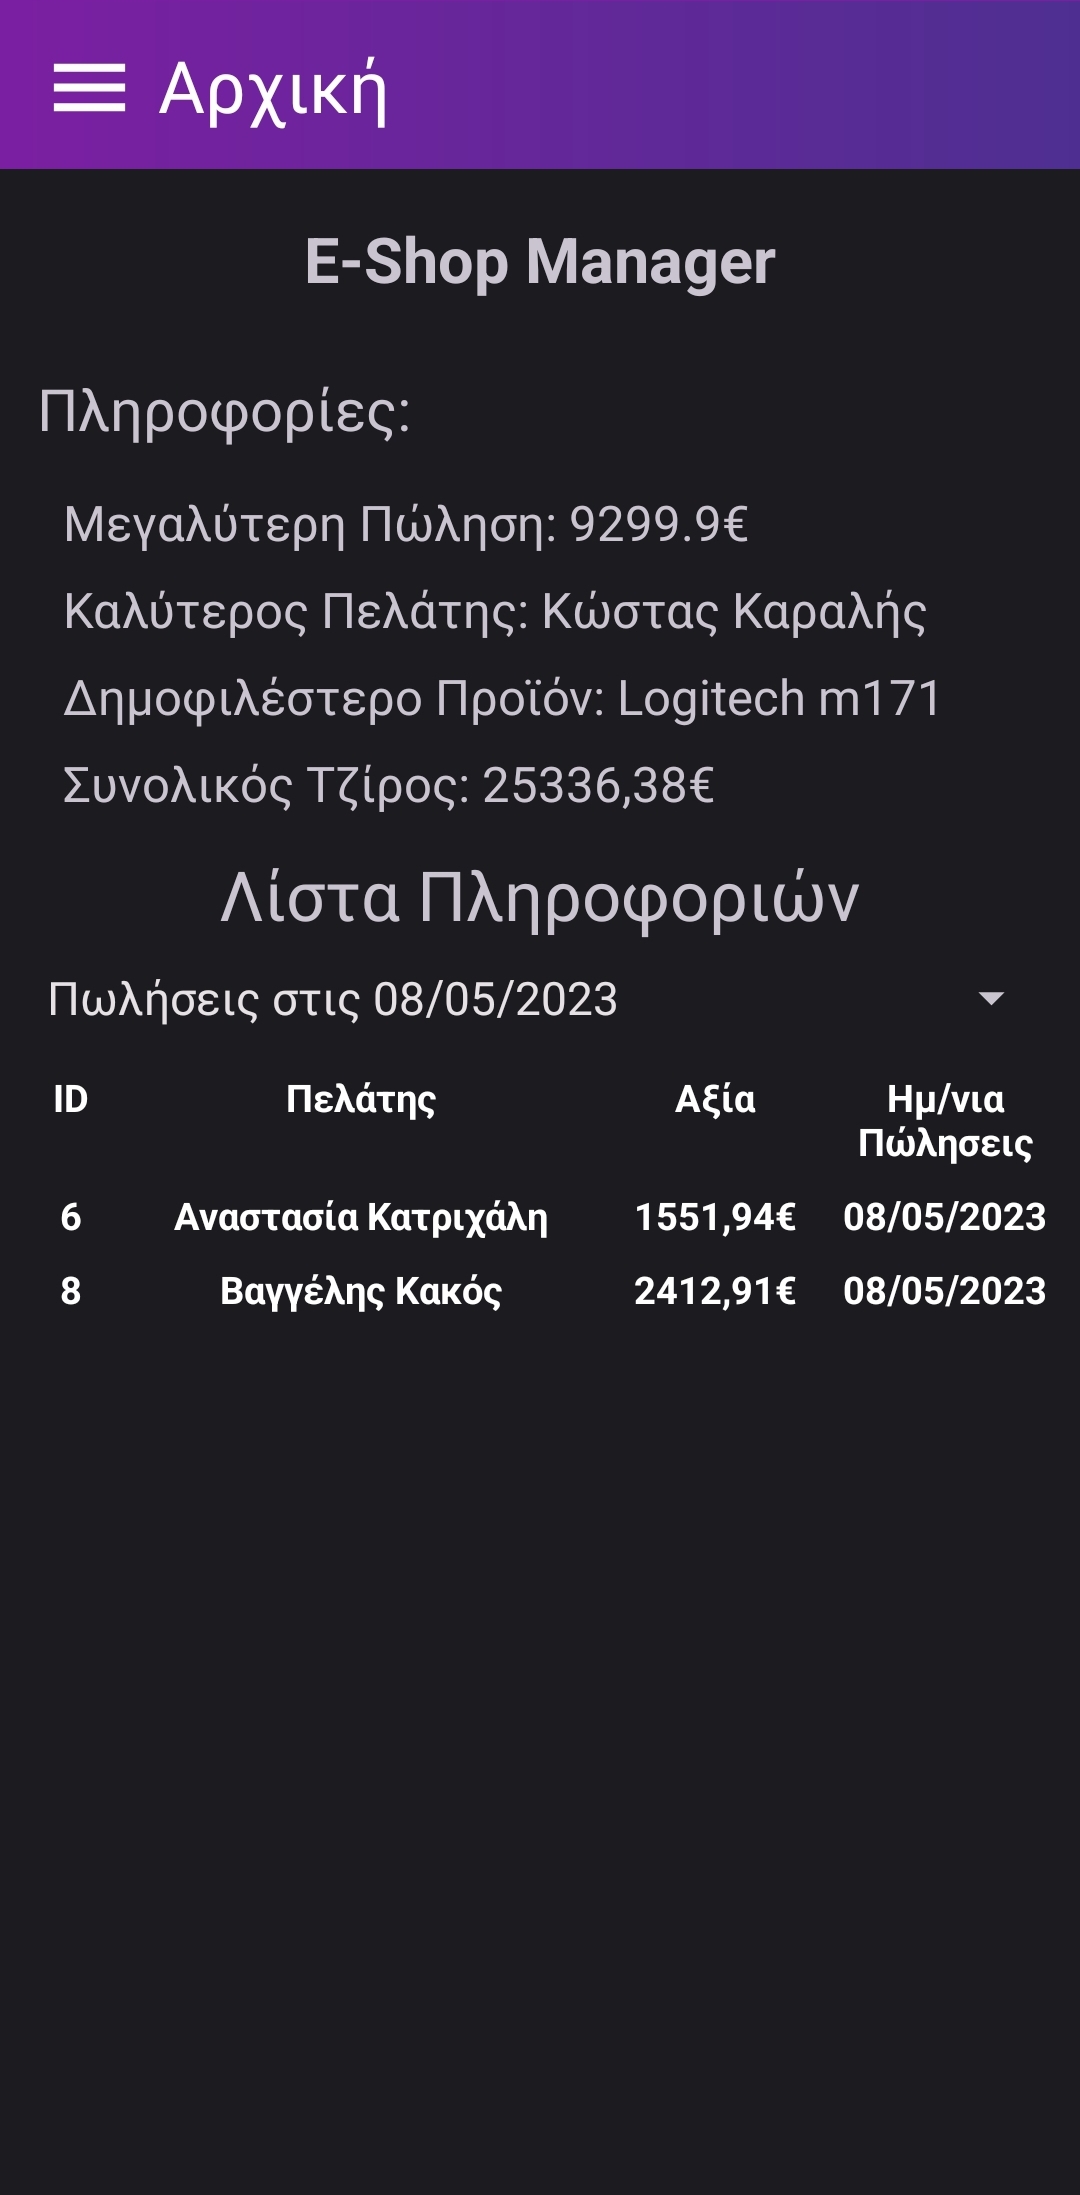 Αρχική
E-Shop Manager
Πληροφορίες:
Μεγαλύτερη Πώληση: 9299.9€
Καλύτερος Πελάτης: Κώστας Καραλής
Δημοφιλέστερο Προϊόν: Logitech m171
Συνολικός Τζίρος: 25336,38€
Λίστα Πληροφοριών
Πωλήσεις στις 08/05/2023
ID Πελάτης Αξία Ημ/νια
Πώλησεις
6 Αναστασία Κατριχάλη 1551,94€ 08/05/2023
8 Βαγγέλης Κακός 2412,91€ 08/05/2023